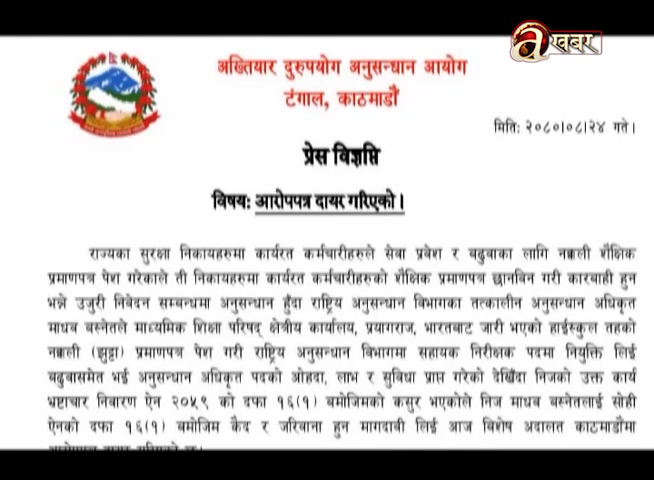 a खबर
अख्तियार दुरुपयोग अनुसन्धान आयोग
टंगाल, काठमाडौं
मिति: २०८०।०८।२४ गते।
प्रेस विज्ञप्ति
विषय: आरोपपत्र दायर गरिएको।
राज्यका सुरक्षा निकायहरुमा कार्यरत कर्मचारीहरुले सेवा प्रवेश र बढुवाका लागि नक्कली शैक्षिक
प्रमाणपत्र पेश गरेकाले ती निकायहरुमा कार्यरत कर्मचारीहरुको शैक्षिक प्रमाणपत्र छानविन गरी कारबाही हुन
भन्ने उजुरी निवेदन सम्बन्धमा अनुसन्धान हुँदा राष्ट्रिय अनुसन्धान विभागका तत्कालीन अनुसन्धान अधिकृत
माधव बस्नेतले माध्यमिक शिक्षा परिषद् क्षेत्रीय कार्यालय, प्रयागराज, भारतबाट जारी भएको हाईस्कुल तहको
नक्कली (झुट्ठा) प्रमाणपत्र पेश गरी राष्ट्रिय अनुसन्धान विभागमा सहायक निरीक्षक पदमा नियुक्ति लिई
बढुवासमेत भई अनुसन्धान अधिकृत पदको ओहदा, लाभ र सुविधा प्राप्त गरेको देखिँदा निजको उक्त कार्य
भ्रष्टाचार निवारण ऐन २०५९ को दफा १६(१) बमोजिमको कसुर भएकोले निज माधव बस्नेतलाई सोही
ऐनको दफा १६(१) बमोजिम कैद र जरिवाना हुन मागदाबी लिई आज विशेष अदालत काठमाडौंमा